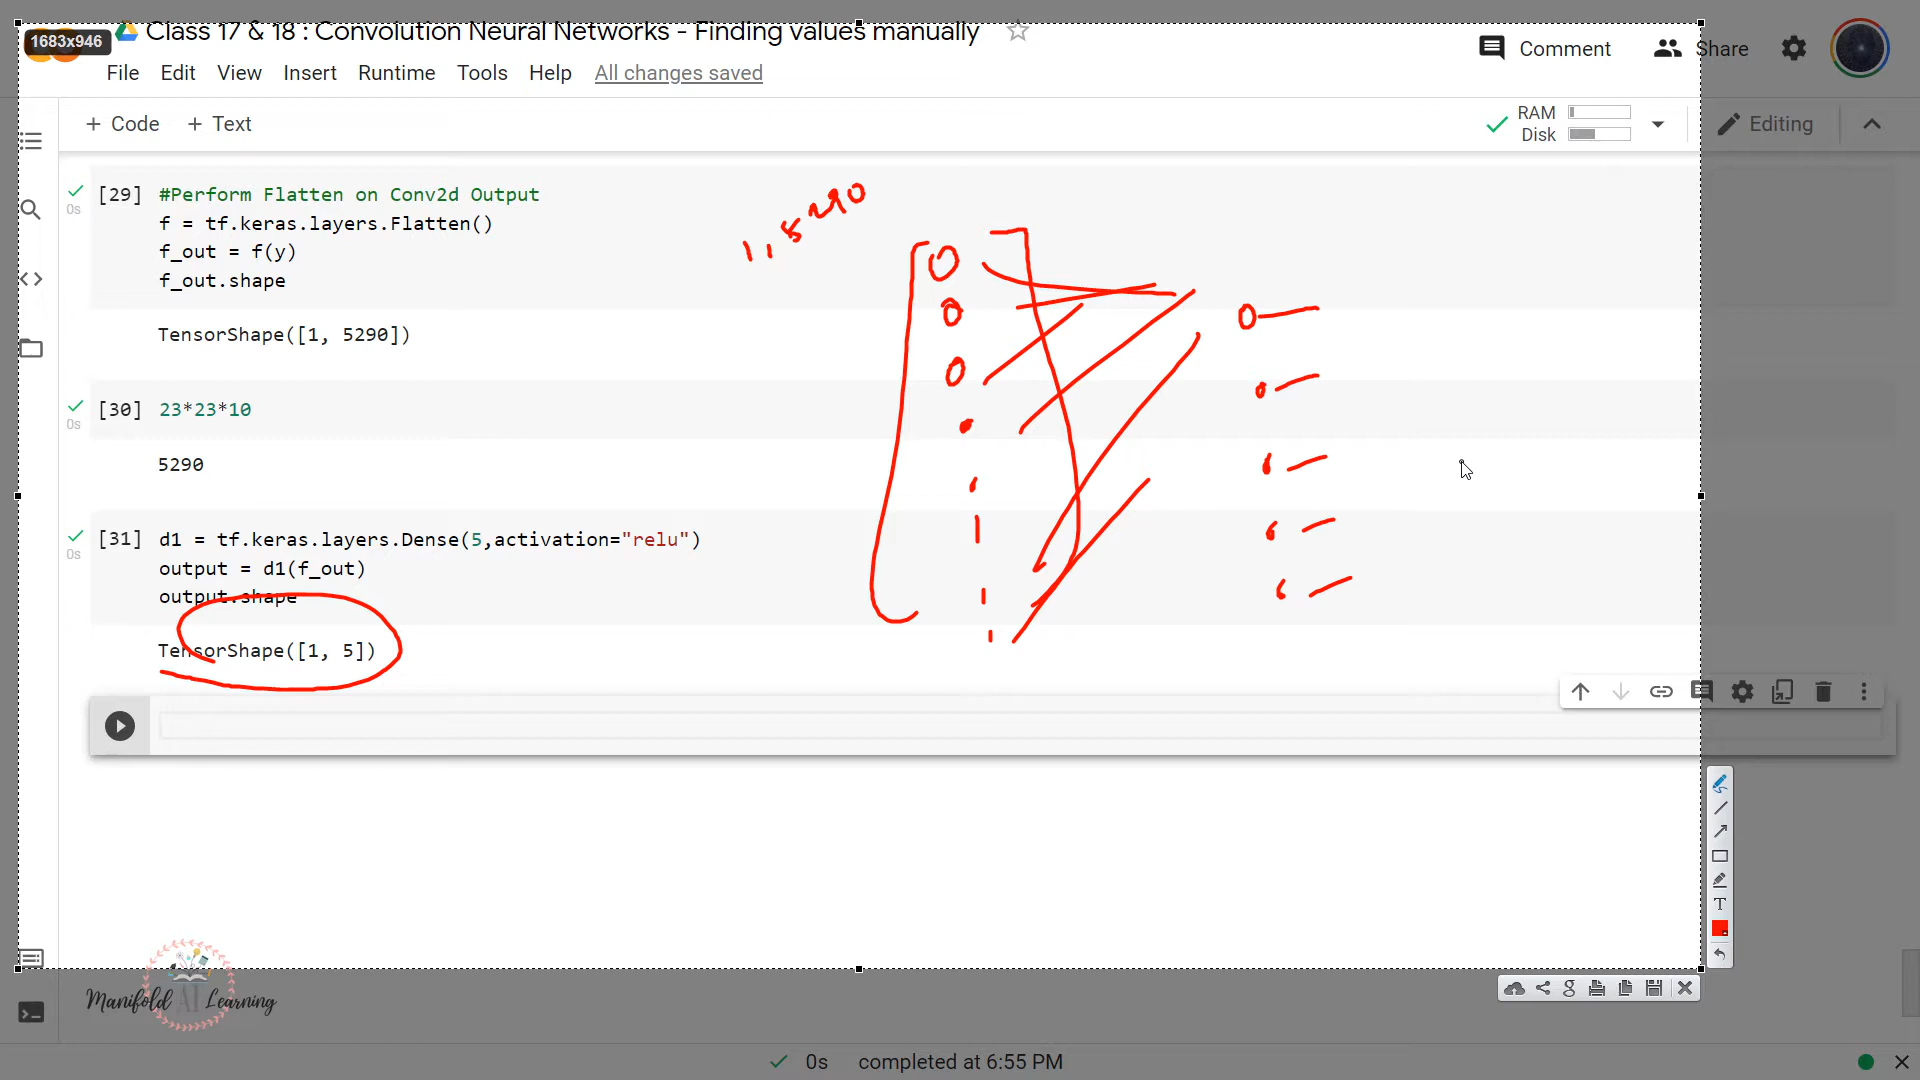 1683x946
Class 17 & 18 : Convolution Neural Networks - Finding values manually
Comment
Share
File Edit View Insert Runtime Tools Help All changes saved
+ Code + Text
RAM
Disk
Editing
[29] #Perform Flatten on Conv2d Output
0s
f = tf.keras.layers.Flatten()
f_out = f(y)
f_out.shape
TensorShape([1, 5290])
1, 5290
[30] 23*23*10
0s
5290
[31] d1 = tf.keras.layers.Dense(5,activation="relu")
0s
output = d1(f_out)
output.shape
TensorShape([1, 5])
Manifold AI Learning
0s completed at 6:55 PM